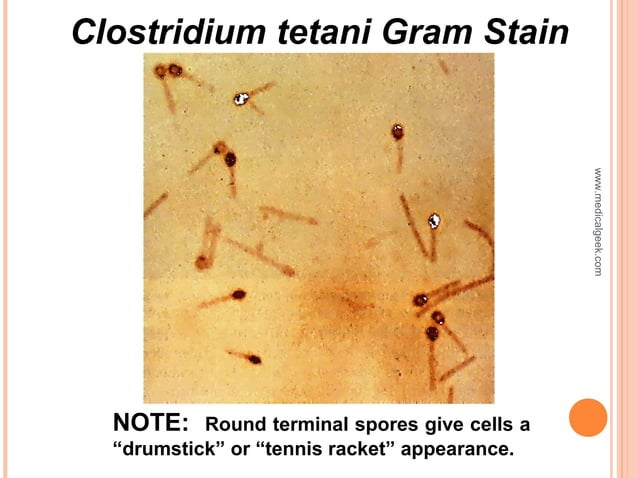 Clostridium tetani Gram Stain
www.medicalgeek.com
NOTE: Round terminal spores give cells a
“drumstick” or “tennis racket” appearance.